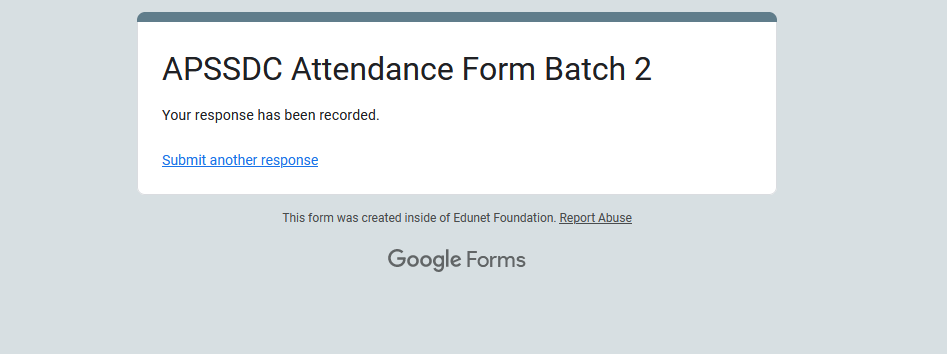 APSSDC Attendance Form Batch 2
Your response has been recorded.
Submit another response
This form was created inside of Edunet Foundation. Report Abuse
Google Forms